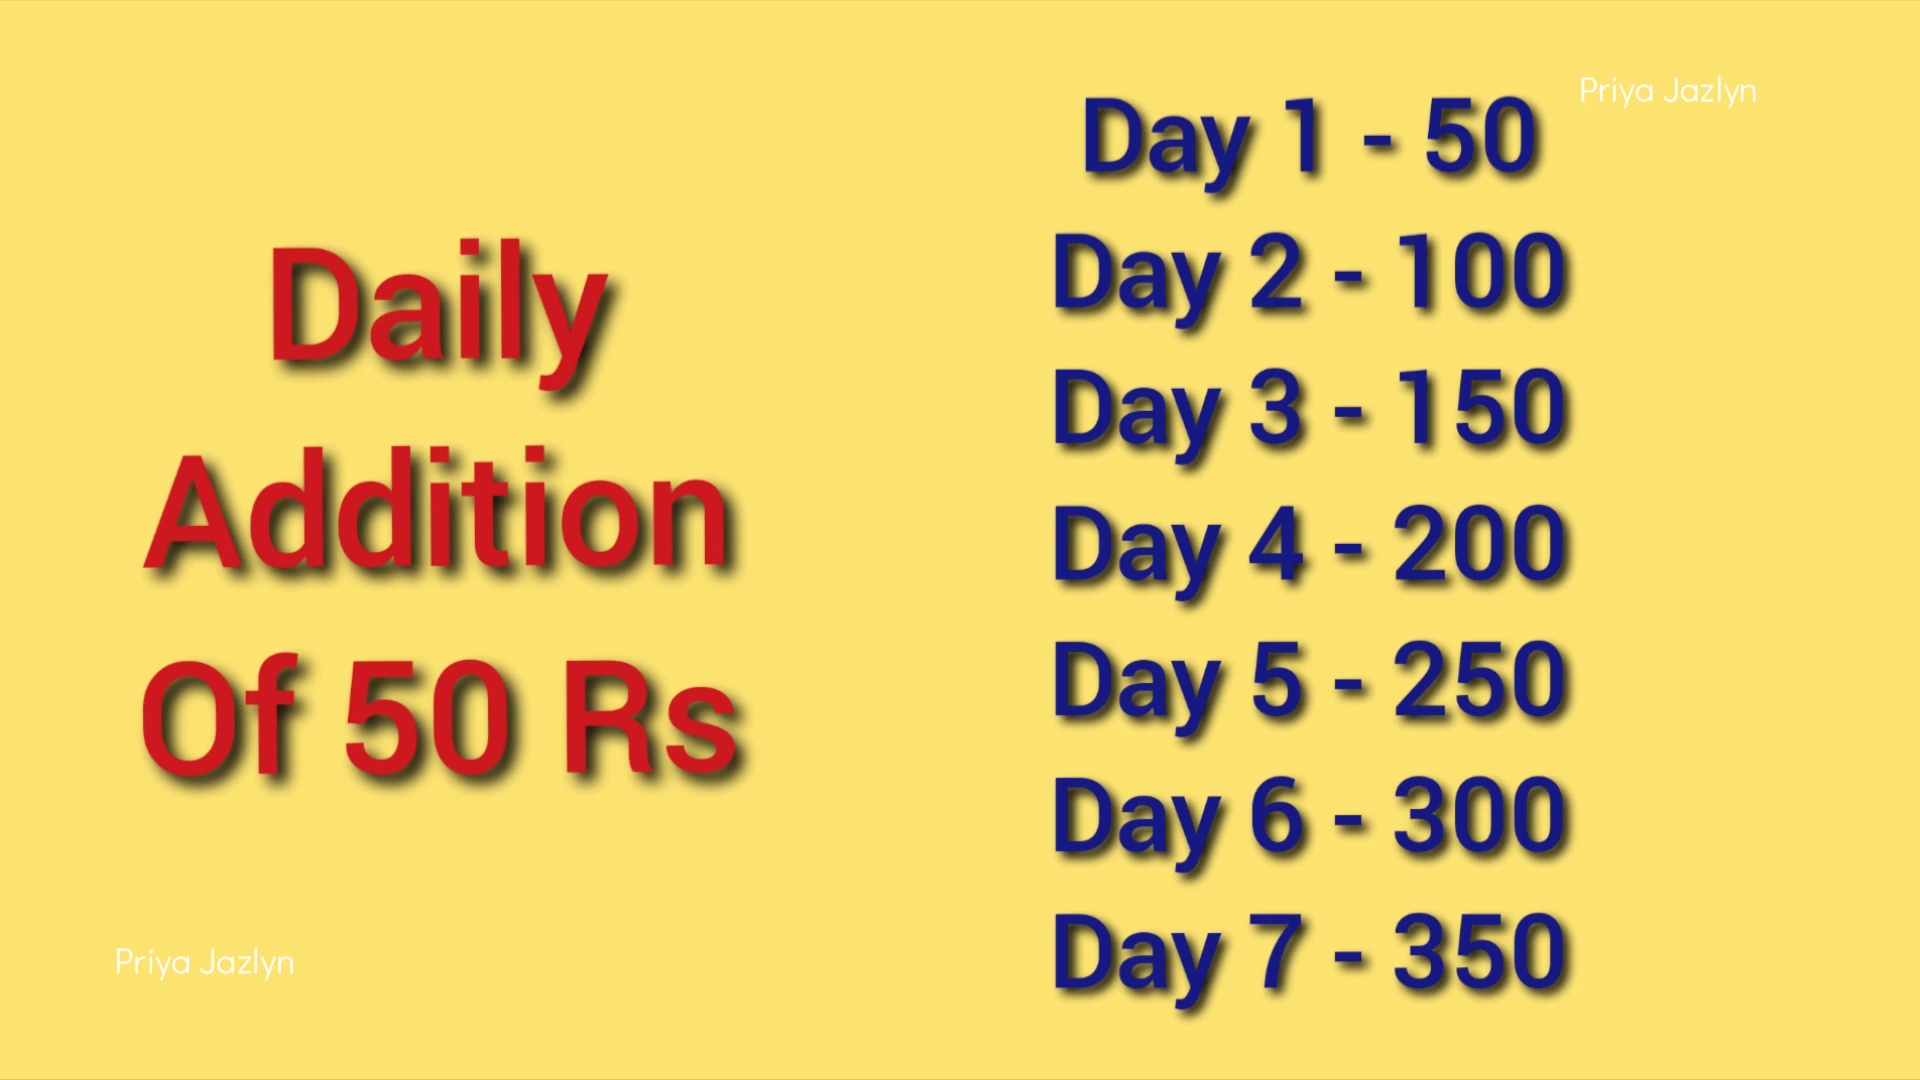 Daily
Addition
Of 50 Rs
Priya Jazlyn
Priya Jazlyn
Day 1 - 50
Day 2 - 100
Day 3 - 150
Day 4 - 200
Day 5 - 250
Day 6 - 300
Day 7 - 350